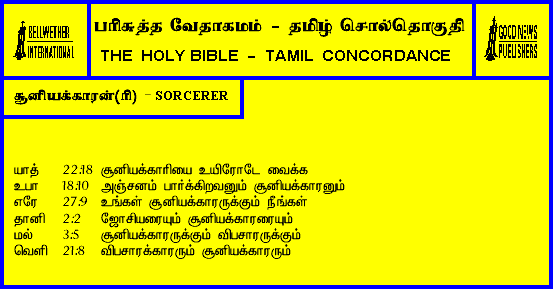 BELLWETHER
INTERNATIONAL
பரிசுத்த வேதாகமம் - தமிழ் சொல்தொகுதி
THE HOLY BIBLE - TAMIL CONCORDANCE
GOOD NEWS
PUBLISHERS
சூனியக்காரன்(ரி) - SORCERER
யாத் 22:18 சூனியக்காரியை உயிரோடே வைக்க
உபா 18:10 அஞ்சனம் பார்க்கிறவனும் சூனியக்காரனும்
எரே 27:9 உங்கள் சூனியக்காரருக்கும் நீங்கள்
தானி 2:2 ஜோசியரையும் சூனியக்காரரையும்
மல் 3:5 சூனியக்காரருக்கும் விபசாரருக்கும்
வெளி 21:8 விபசாரக்காரரும் சூனியக்காரரும்